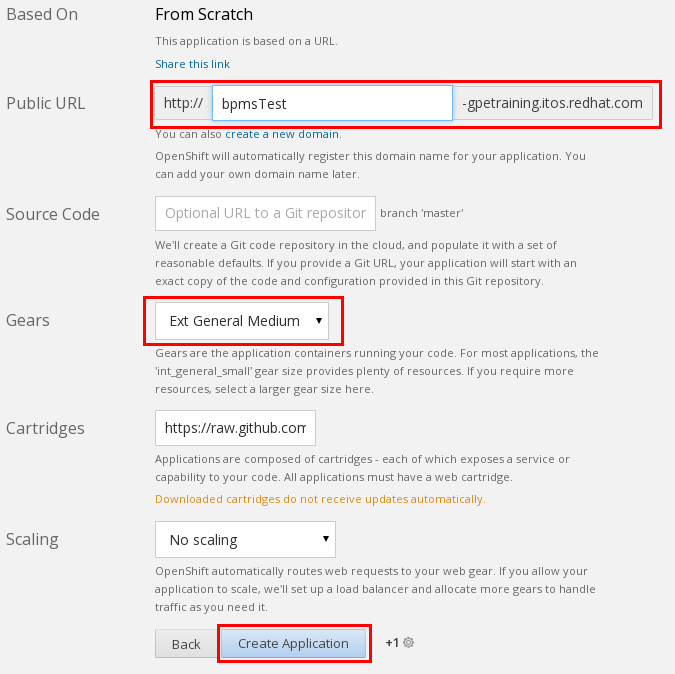 Based On From Scratch
This application is based on a URL.
Share this link
Public URL http:// bpmsTest -gpetraining.itos.redhat.com
You can also create a new domain.
OpenShift will automatically register this domain name for your application. You
can add your own domain name later.
Source Code Optional URL to a Git repositor branch 'master'
We'll create a Git code repository in the cloud, and populate it with a set of
reasonable defaults. If you provide a Git URL, your application will start with an
exact copy of the code and configuration provided in this Git repository.
Gears Ext General Medium
Gears are the application containers running your code. For most applications, the
'int_general_small' gear size provides plenty of resources. If you require more
resources, select a larger gear size here.
Cartridges https://raw.github.com
Applications are composed of cartridges - each of which exposes a service or
capability to your code. All applications must have a web cartridge.
Downloaded cartridges do not receive updates automatically.
Scaling No scaling
OpenShift automatically routes web requests to your web gear. If you allow your
application to scale, we'll set up a load balancer and allocate more gears to handle
traffic as you need it.
Back Create Application +1